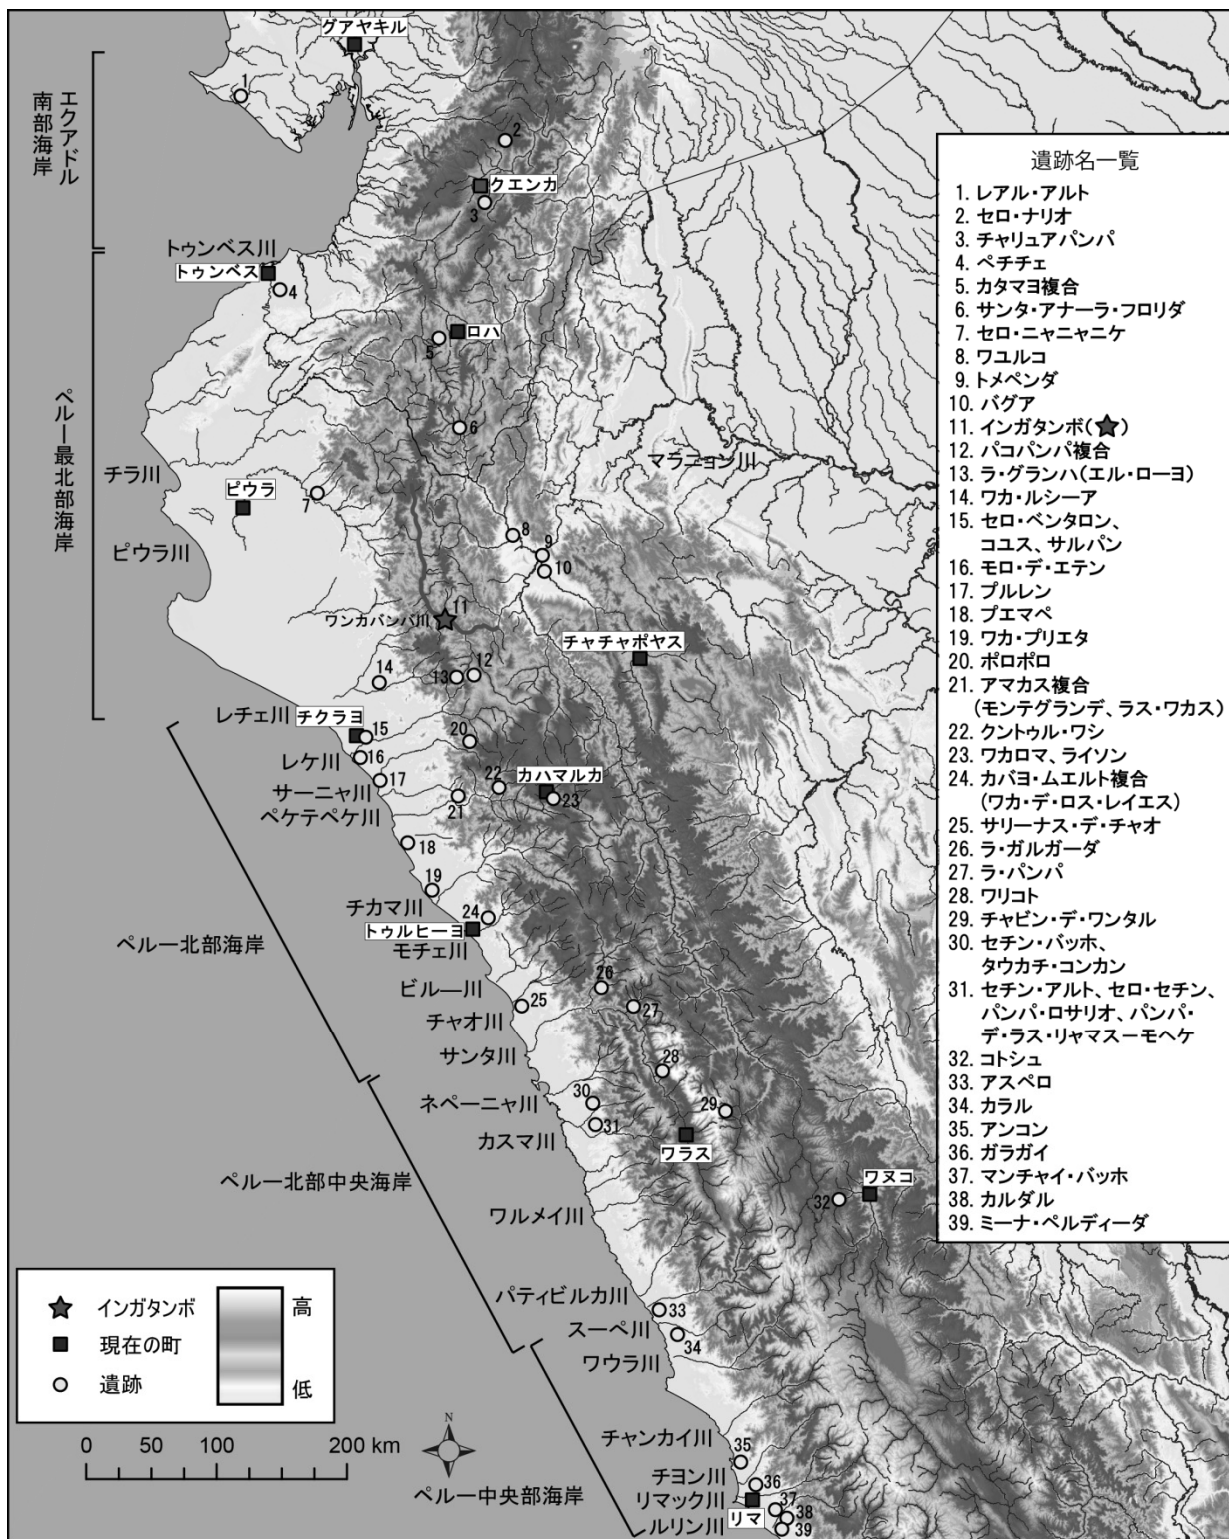 グアヤキル
1
エクアドル
南部海岸
2
クエンカ
3
トゥンベス川
トゥンベス
4
ロハ
5
6
ペルー最北部海岸
マラニョン川
チラ川
ピウラ
7
8
9
10
ピウラ川
11
ワンカバンバ川
チャチャポヤス
12
13
14
レチェ川
チクラヨ
15
20
レケ川
16
17
22
カハマルカ
23
サーニャ川
21
ペケテペケ川
18
19
チカマ川
24
トゥルヒーヨ
モチェ川
ペルー北部海岸
ビルー川
25
26
27
チャオ川
サンタ川
28
ネペーニャ川
30
29
カスマ川
31
ワラス
ペルー北部中央海岸
ワヌコ
32
ワルメイ川
パティビルカ川
33
スーペ川
34
ワウラ川
チャンカイ川
35
チヨン川
36
リマック川
37
リマ
38
ルリン川
39
ペルー中央部海岸
遺跡名一覧
1. レアル・アルト
2. セロ・ナリオ
3. チャリュアパンパ
4. ペチチェ
5. カタマヨ複合
6. サンタ・アナーラ・フロリダ
7. セロ・ニャニャニケ
8. ワユルコ
9. トメペンダ
10. バグア
11. インガタンボ(★)
12. パコパンパ複合
13. ラ・グランハ(エル・ローヨ)
14. ワカ・ルシーア
15. セロ・ベンタロン、
コユス、サルパン
16. モロ・デ・エテン
17. プルレン
18. プエマペ
19. ワカ・プリエタ
20. ポロポロ
21. アマカス複合
(モンテグランデ、ラス・ワカス)
22. クントゥル・ワシ
23. ワカロマ、ライソン
24. カバヨ・ムエルト複合
(ワカ・デ・ロス・レイエス)
25. サリーナス・デ・チャオ
26. ラ・ガルガーダ
27. ラ・パンパ
28. ワリコト
29. チャビン・デ・ワンタル
30. セチン・バッホ、
タウカチ・コンカン
31. セチン・アルト、セロ・セチン、
パンパ・ロサリオ、パンパ・
デ・ラス・リャマスーモヘケ
32. コトシュ
33. アスペロ
34. カラル
35. アンコン
36. ガラガイ
37. マンチャイ・バッホ
38. カルダル
39. ミーナ・ペルディーダ
インガタンボ
現在の町
遺跡
高
低
0 50 100 200 km
N